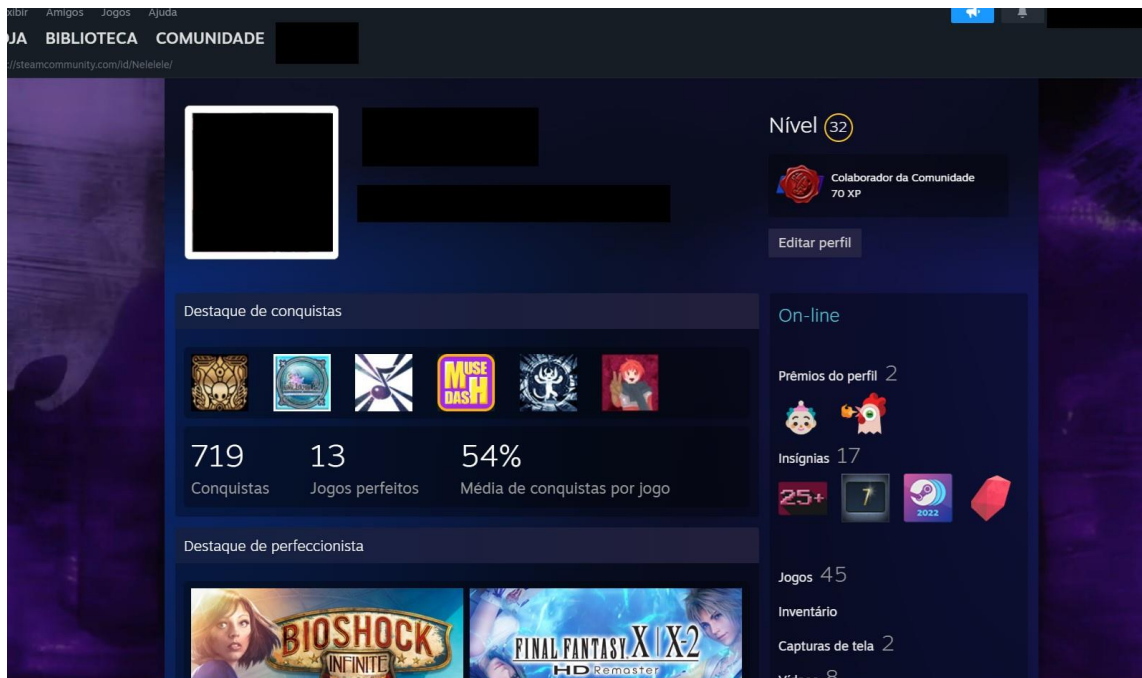 xibir Amigos Jogos Ajuda
OJA BIBLIOTECA COMUNIDADE
://steamcommunity.com/id/Nelelele/
Nível 32
Colaborador da Comunidade
70 XP
Editar perfil
Destaque de conquistas
MUSE
DASH
719 13 54%
Conquistas Jogos perfeitos Média de conquistas por jogo
Destaque de perfeccionista
BIOSHOCK
INFINITE
FINAL FANTASY X|X-2
HD Remaster
On-line
Prêmios do perfil 2
Insígnias 17
25+
7
2022
Jogos 45
Inventário
Capturas de tela 2
Vídeos 8